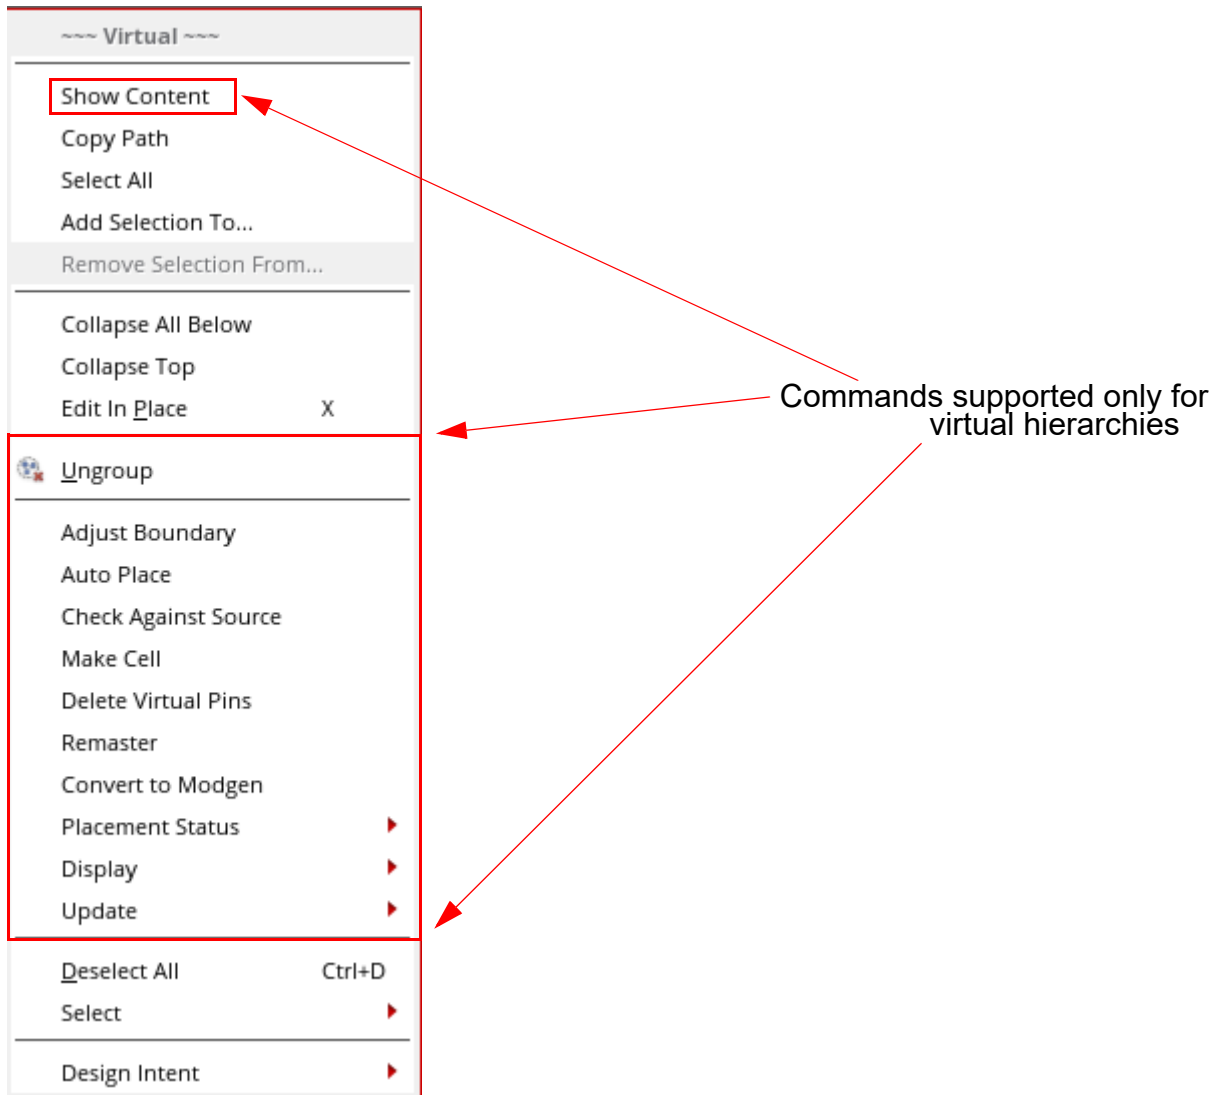 ~~~ Virtual ~~~
Show Content
Copy Path
Select All
Add Selection To...
Remove Selection From...
Collapse All Below
Collapse Top
Edit In Place X
Ungroup
Adjust Boundary
Auto Place
Check Against Source
Make Cell
Delete Virtual Pins
Remaster
Convert to Modgen
Placement Status
Display
Update
Deselect All Ctrl+D
Select
Design Intent
Commands supported only for
virtual hierarchies